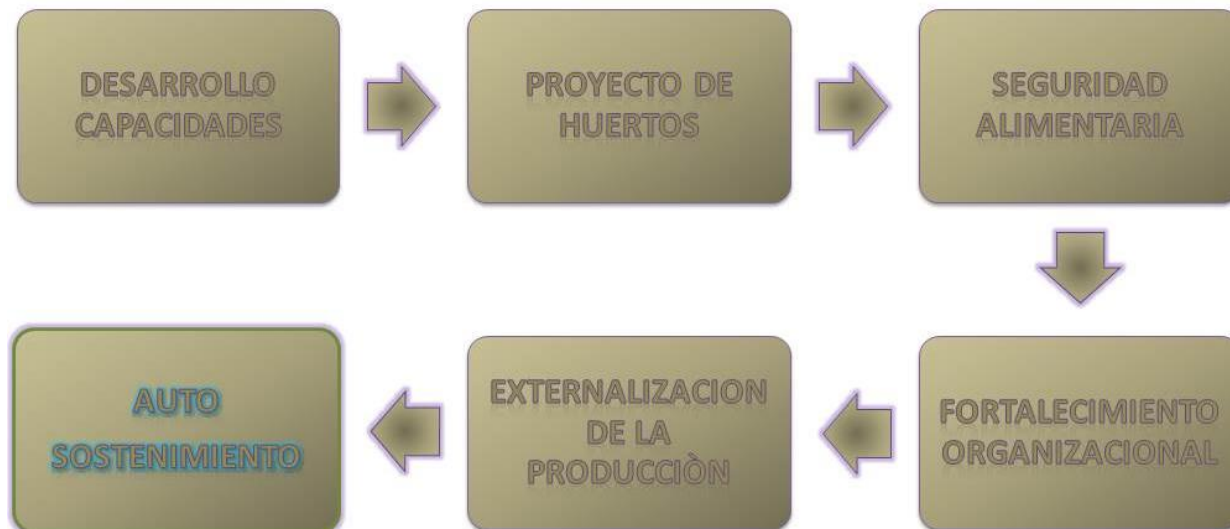 DESARROLLO
CAPACIDADES
PROYECTO DE
HUERTOS
SEGURIDAD
ALIMENTARIA
FORTALECIMIENTO
ORGANIZACIONAL
EXTERNALIZACION
DE LA
PRODUCCIÒN
AUTO
SOSTENIMIENTO